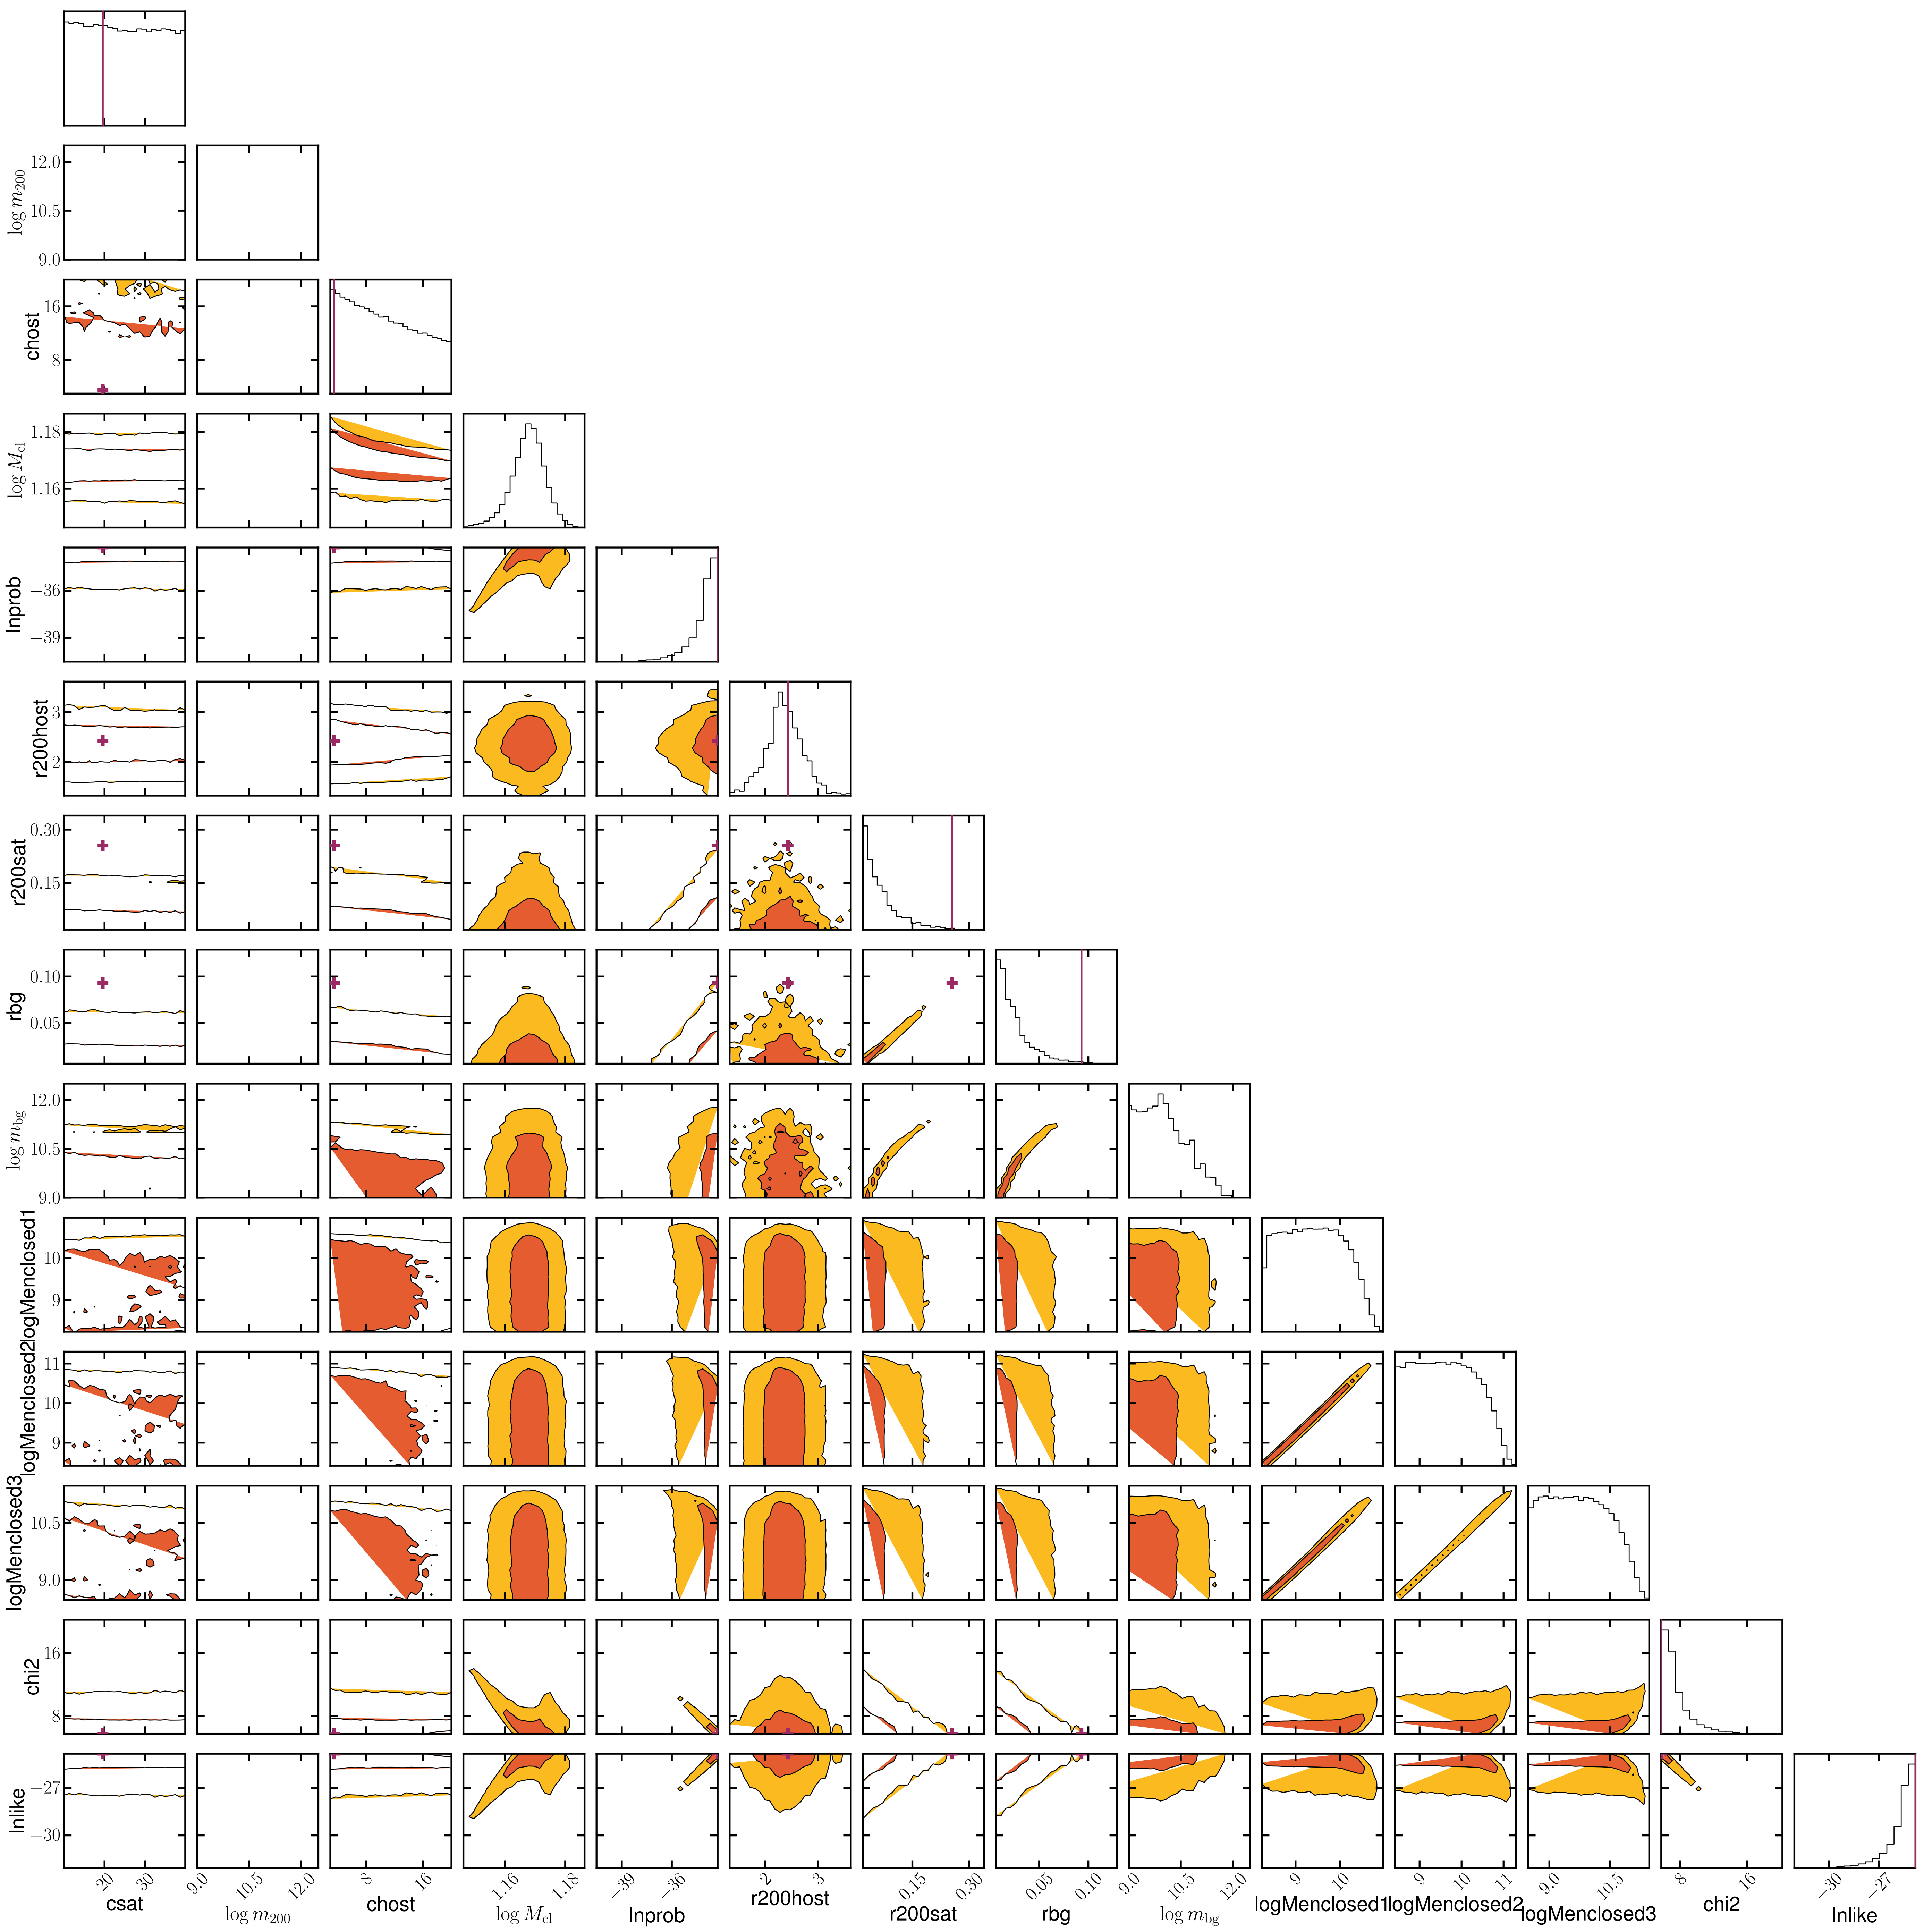 log m200
12.0
10.5
9.0
chost
16
8
log Mcl
1.18
1.16
lnprob
−36
−39
r200host
3
2
r200sat
0.30
0.15
rbg
0.10
0.05
log mbg
12.0
10.5
9.0
logMenclosed1
10
9
logMenclosed2
11
10
9
logMenclosed3
10.5
9.0
chi2
16
8
lnlike
−27
−30
20 30 9.0 10.5 12.0 8 16 1.16 1.18 −39 −36 2 3 0.15 0.30 0.05 0.10 9.0 10.5 12.0 9 10 9 10 11 9.0 10.5 8 16 −30 −27
csat log m200 chost log Mcl lnprob r200host r200sat rbg log mbg logMenclosed1 logMenclosed2 logMenclosed3 chi2 lnlike